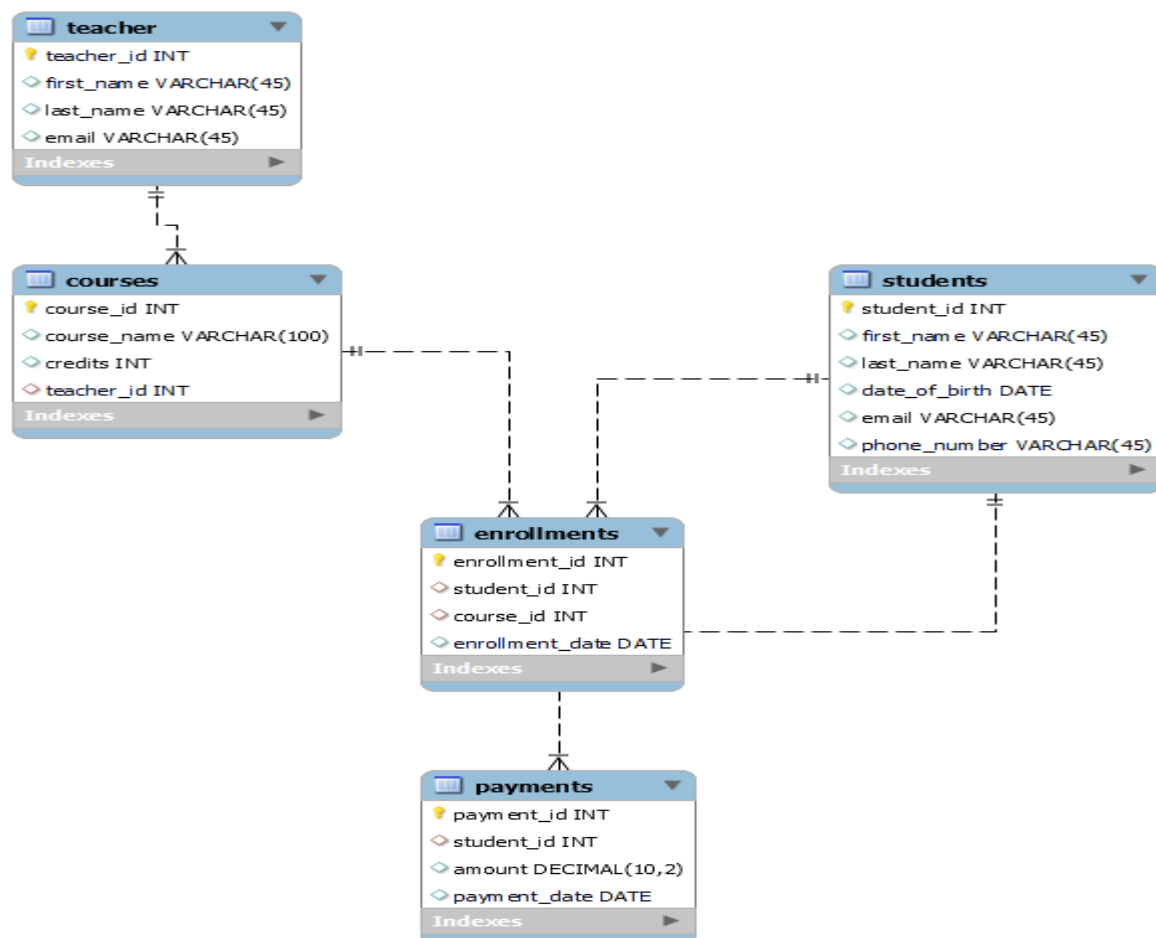 teacher
teacher_id INT
first_name VARCHAR(45)
last_name VARCHAR(45)
email VARCHAR(45)
Indexes
courses
course_id INT
course_name VARCHAR(100)
credits INT
teacher_id INT
Indexes
students
student_id INT
first_name VARCHAR(45)
last_name VARCHAR(45)
date_of_birth DATE
email VARCHAR(45)
phone_number VARCHAR(45)
Indexes
enrollments
enrollment_id INT
student_id INT
course_id INT
enrollment_date DATE
Indexes
payments
payment_id INT
student_id INT
amount DECIMAL(10,2)
payment_date DATE
Indexes